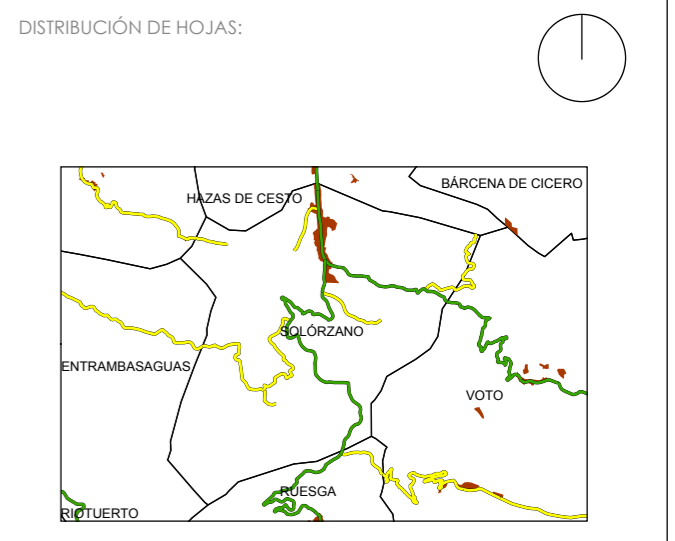 DISTRIBUCIÓN DE HOJAS:
BÁRCENA DE CICERO
HAZAS DE CESTO
SOLÓRZANO
ENTRAMBASAGUAS
VOTO
RUESGA
RIOTUERTO